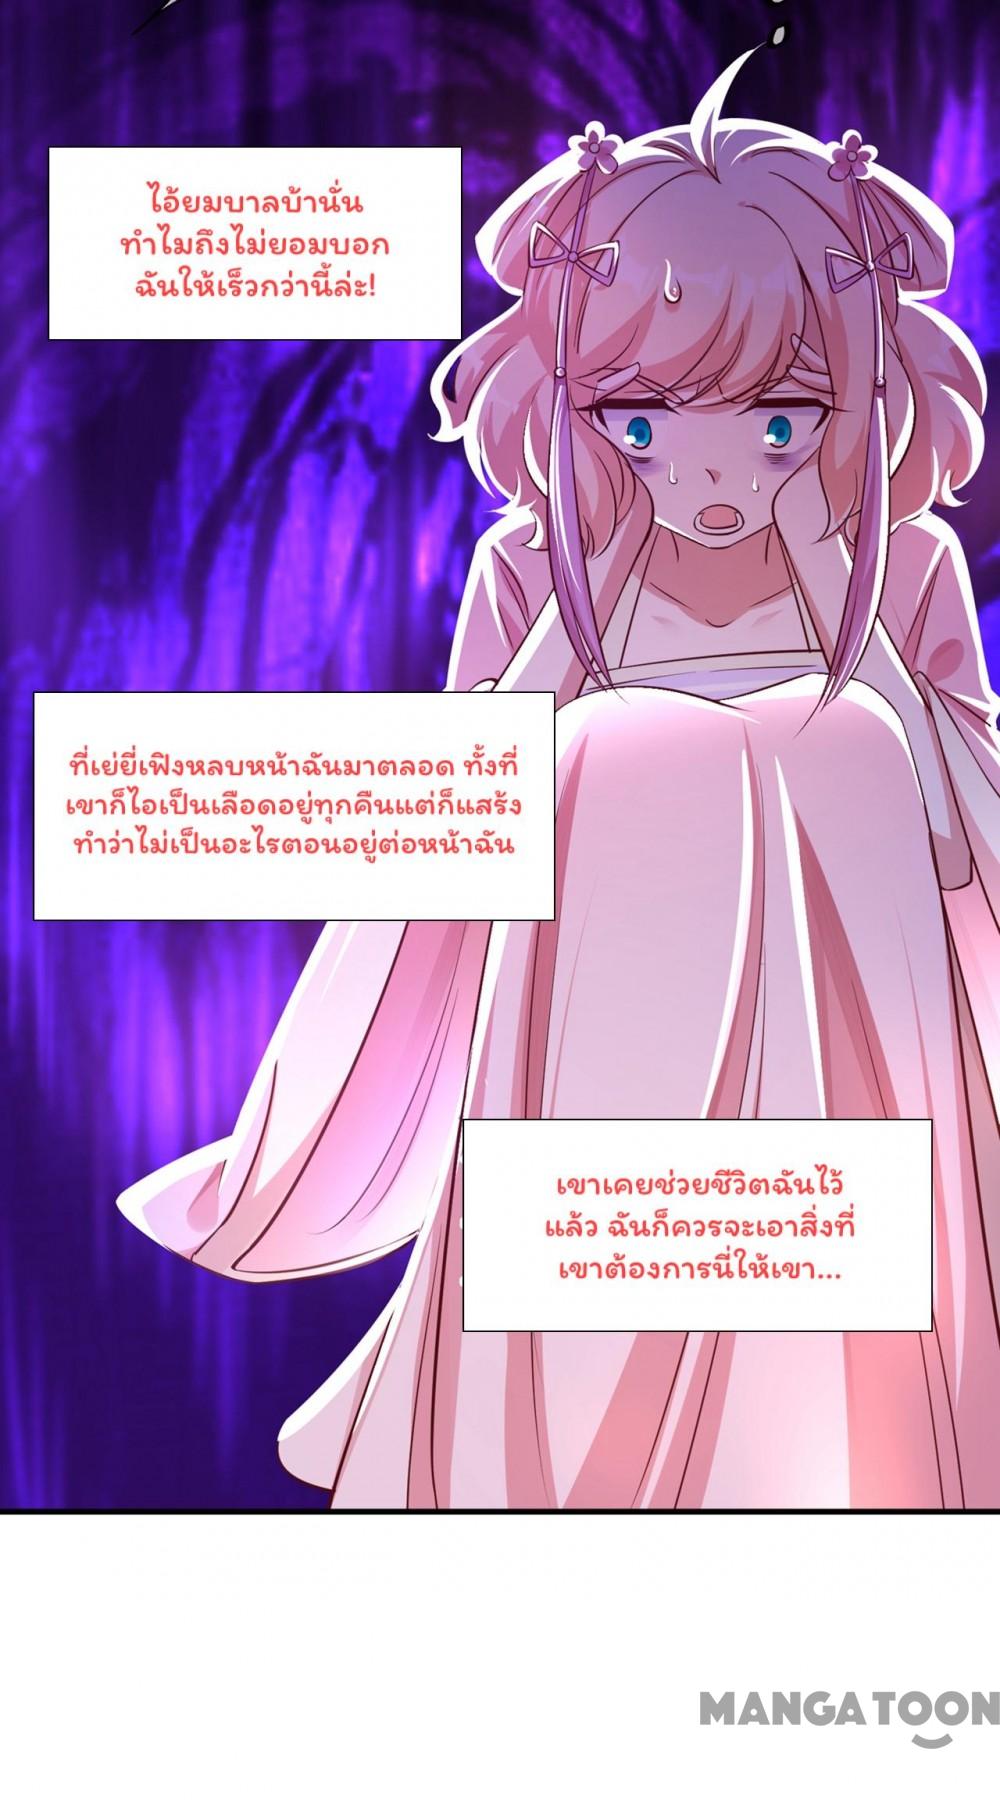 ไอ้ยมบาลบ้านั่น
ทำไมถึงไม่ยอมบอก
ฉันให้เร็วกว่านี้ล่ะ!
ที่เย่ยี่เฟิงหลบหน้าฉันมาตลอด ทั้งที่
เขาก็ไอเป็นเลือดอยู่ทุกคืนแต่ก็แสร้ง
ทำว่าไม่เป็นอะไรตอนอยู่ต่อหน้าฉัน
เขาเคยช่วยชีวิตฉันไว้
แล้ว ฉันก็ควรจะเอาสิ่งที่
เขาต้องการนี่ให้เขา...
MANGATOON